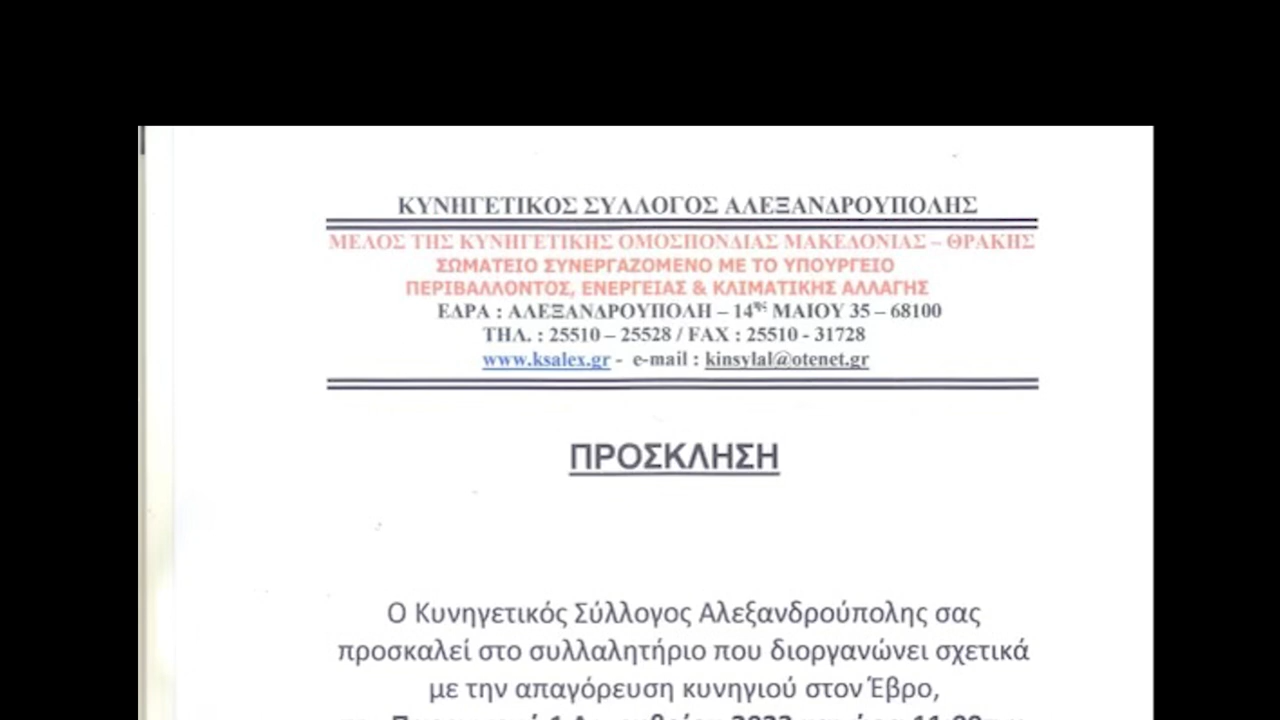 ΚΥΝΗΓΕΤΙΚΟΣ ΣΥΛΛΟΓΟΣ ΑΛΕΞΑΝΔΡΟΥΠΟΛΗΣ
ΜΕΛΟΣ ΤΗΣ ΚΥΝΗΓΕΤΙΚΗΣ ΟΜΟΣΠΟΝΔΙΑΣ ΜΑΚΕΔΟΝΙΑΣ – ΘΡΑΚΗΣ
ΣΩΜΑΤΕΙΟ ΣΥΝΕΡΓΑΖΟΜΕΝΟ ΜΕ ΤΟ ΥΠΟΥΡΓΕΙΟ
ΠΕΡΙΒΑΛΛΟΝΤΟΣ, ΕΝΕΡΓΕΙΑΣ & ΚΛΙΜΑΤΙΚΗΣ ΑΛΛΑΓΗΣ
ΕΔΡΑ : ΑΛΕΞΑΝΔΡΟΥΠΟΛΗ – 14ης ΜΑΙΟΥ 35 – 68100
ΤΗΛ. : 25510 – 25528 / FAX : 25510 - 31728
www.ksalex.gr - e-mail : kinsylal@otenet.gr
ΠΡΟΣΚΛΗΣΗ
Ο Κυνηγετικός Σύλλογος Αλεξανδρούπολης σας
προσκαλεί στο συλλαλητήριο που διοργανώνει σχετικά
με την απαγόρευση κυνηγιού στον Έβρο,